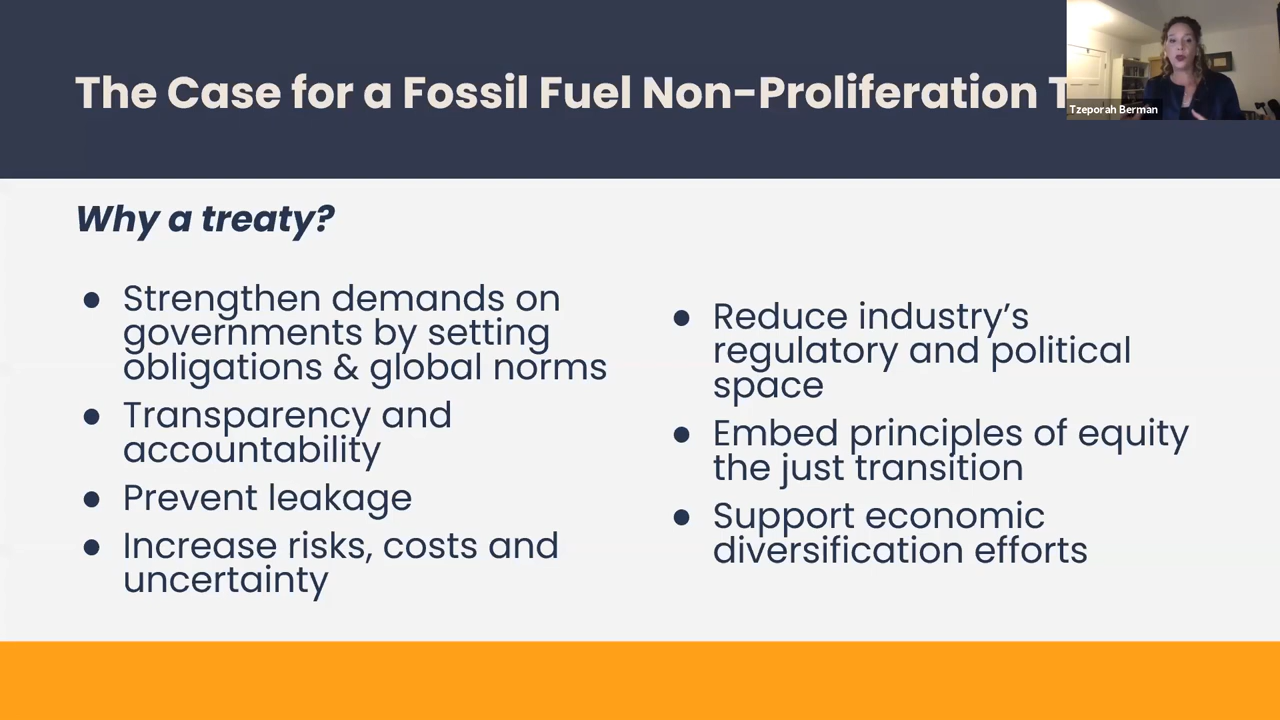 The Case for a Fossil Fuel Non-Proliferation T
Tzeporah Berman
Why a treaty?
● Strengthen demands on
governments by setting
obligations & global norms
● Transparency and
accountability
● Prevent leakage
● Increase risks, costs and
uncertainty
● Reduce industry’s
regulatory and political
space
● Embed principles of equity
the just transition
● Support economic
diversification efforts